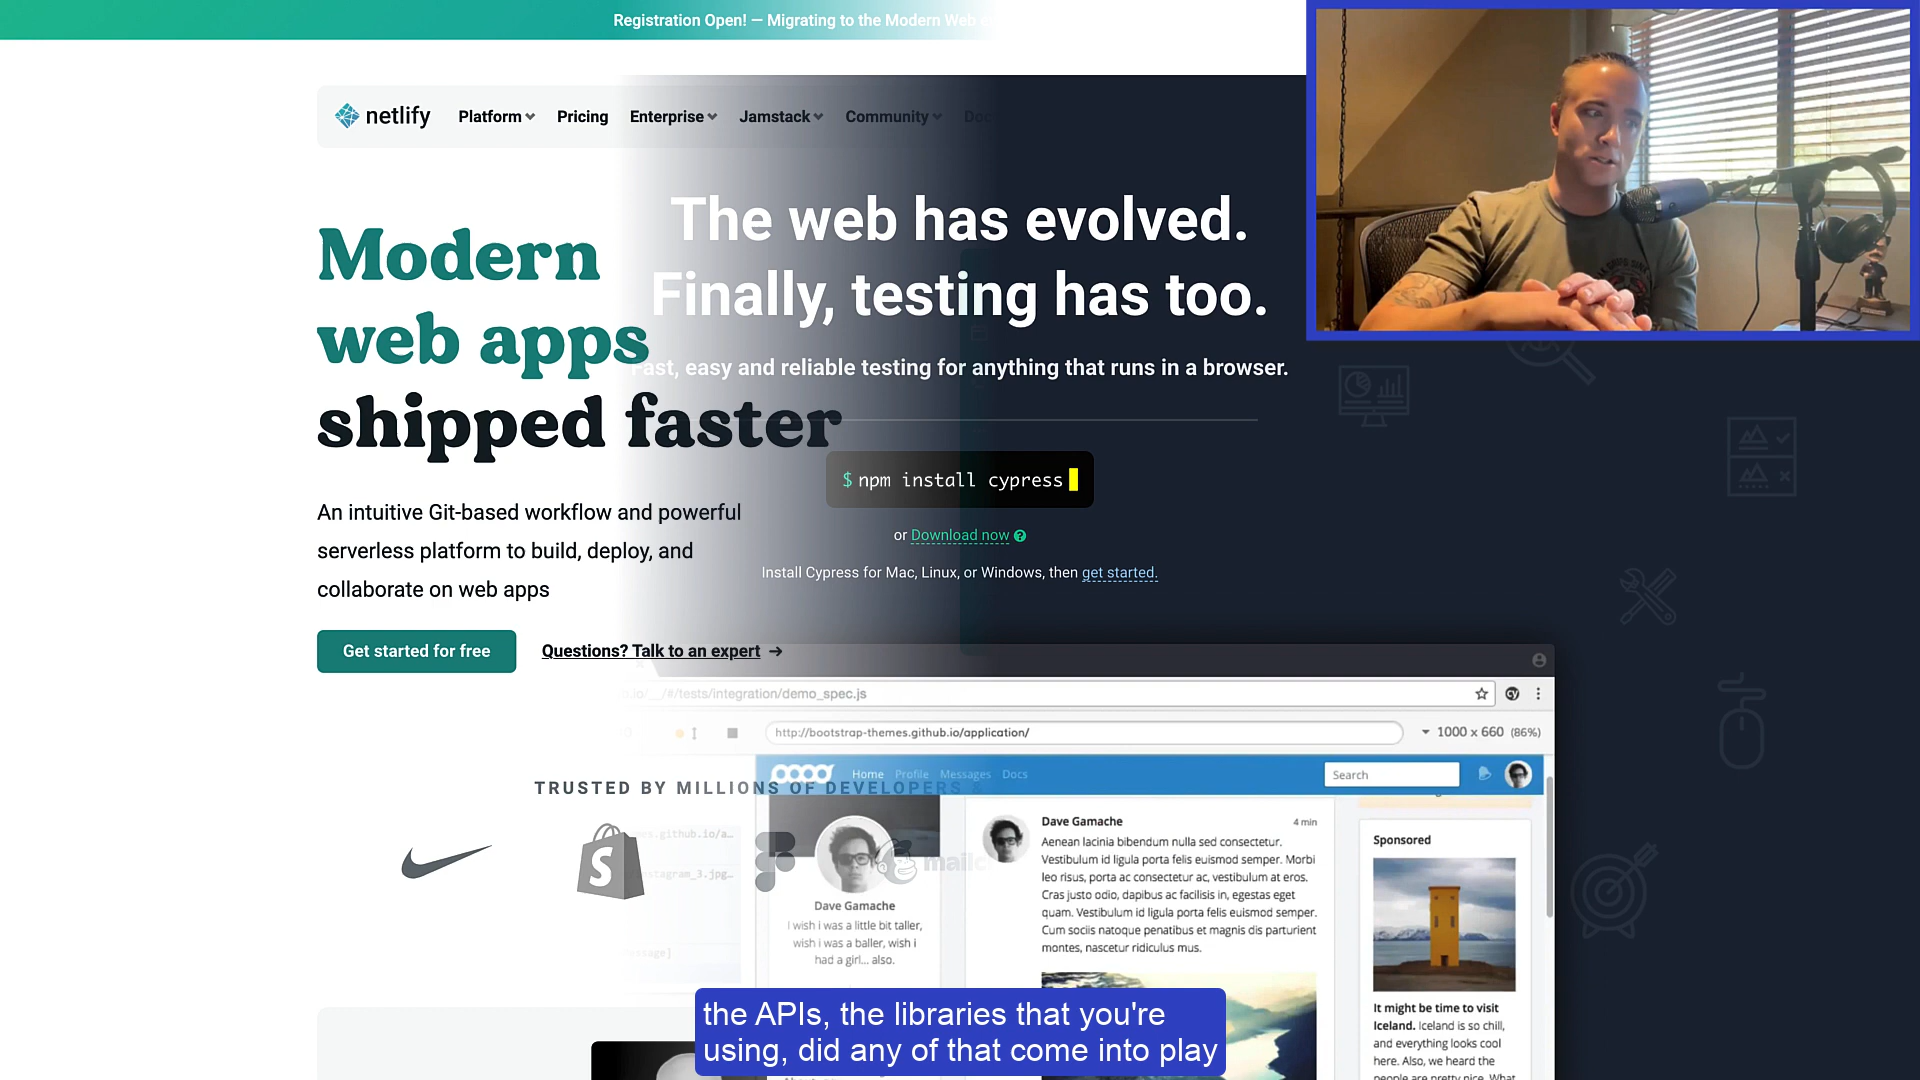 Registration Open! — Migrating to the Modern Web
netlify
Platform
Pricing
Enterprise
Jamstack
Community
Doc
Modern
web apps
shipped faster
An intuitive Git-based workflow and powerful
serverless platform to build, deploy, and
collaborate on web apps
Get started for free
Questions? Talk to an expert →
TRUSTED BY MILLIONS OF DEVELOPERS &
The web has evolved.
Finally, testing has too.
Fast, easy and reliable testing for anything that runs in a browser.
$ npm install cypress
or Download now ?
Install Cypress for Mac, Linux, or Windows, then get started.
/#/tests/integration/demo_spec.js
cy
http://bootstrap-themes.github.io/application/
1000 x 660 (86%)
Home
Profile
Messages
Docs
Search
mailc
Dave Gamache
I wish i was a little bit taller,
wish i was a baller, wish i
had a girl... also.
Dave Gamache
4 min
Aenean lacinia bibendum nulla sed consectetur.
Vestibulum id ligula porta felis euismod semper. Morbi
leo risus, porta ac consectetur ac, vestibulum at eros.
Cras justo odio, dapibus ac facilisis in, egestas eget
quam. Vestibulum id ligula porta felis euismod semper.
Cum sociis natoque penatibus et magnis dis parturient
montes, nascetur ridiculus mus.
Sponsored
It might be time to visit
Iceland. Iceland is so chill,
and everything looks cool
here. Also, we heard the
people are pretty nice. What
the APIs, the libraries that you're
using, did any of that come into play